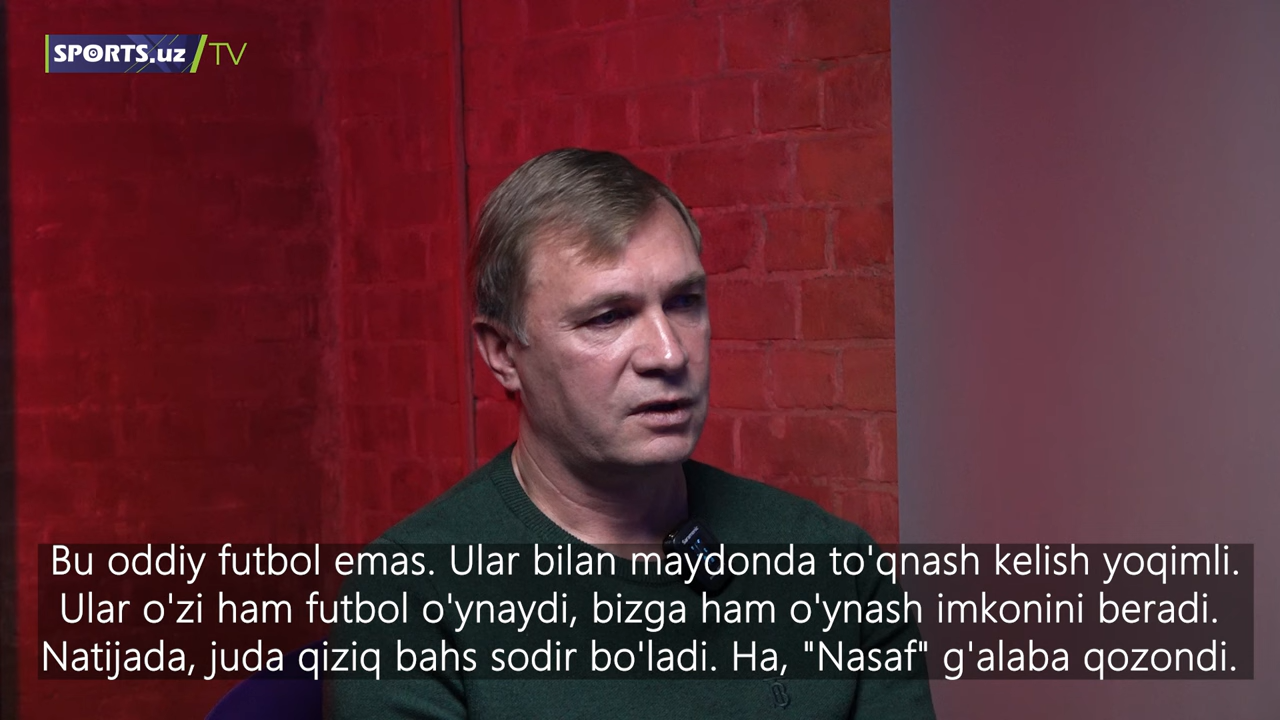 SPORTS.uz/TV
Bu oddiy futbol emas. Ular bilan maydonda to'qnash kelish yoqimli.
Ular o'zi ham futbol o'ynaydi, bizga ham o'ynash imkonini beradi.
Natijada, juda qiziq bahs sodir bo'ladi. Ha, "Nasaf" g'alaba qozondi.